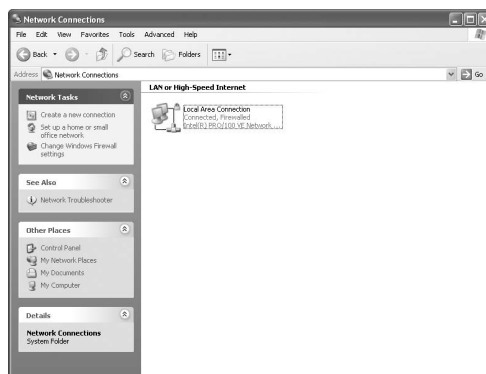 Network Connections
File Edit View Favorites Tools Advanced Help
Back Search Folders
Address Network Connections Go
LAN or High-Speed Internet
Local Area Connection
Connected, Firewalled
Intel(R) PRO/100 VE Network ...
Network Tasks
Create a new connection
Set up a home or small
office network
Change Windows Firewall
settings
See Also
Network Troubleshooter
Other Places
Control Panel
My Network Places
My Documents
My Computer
Details
Network Connections
System Folder